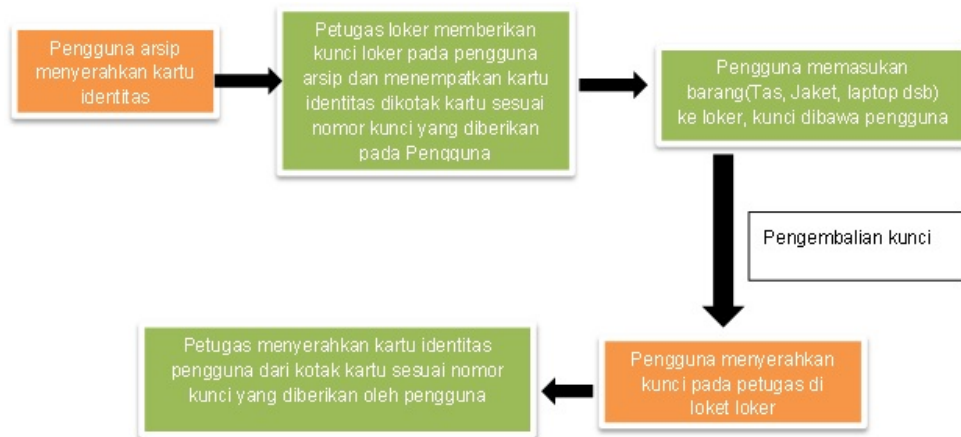 Pengguna arsip
menyerahkan kartu
identitas
Petugas loker memberikan
kunci loker pada pengguna
arsip dan menempatkan kartu
identitas dikotak kartu sesuai
nomor kunci yang diberikan
pada Pengguna
Pengguna memasukan
barang(Tas, Jaket, laptop dsb)
ke loker, kunci dibawa pengguna
Pengembalian kunci
Pengguna menyerahkan
kunci pada petugas di
loket loker
Petugas menyerahkan kartu identitas
pengguna dari kotak kartu sesuai nomor
kunci yang diberikan oleh pengguna